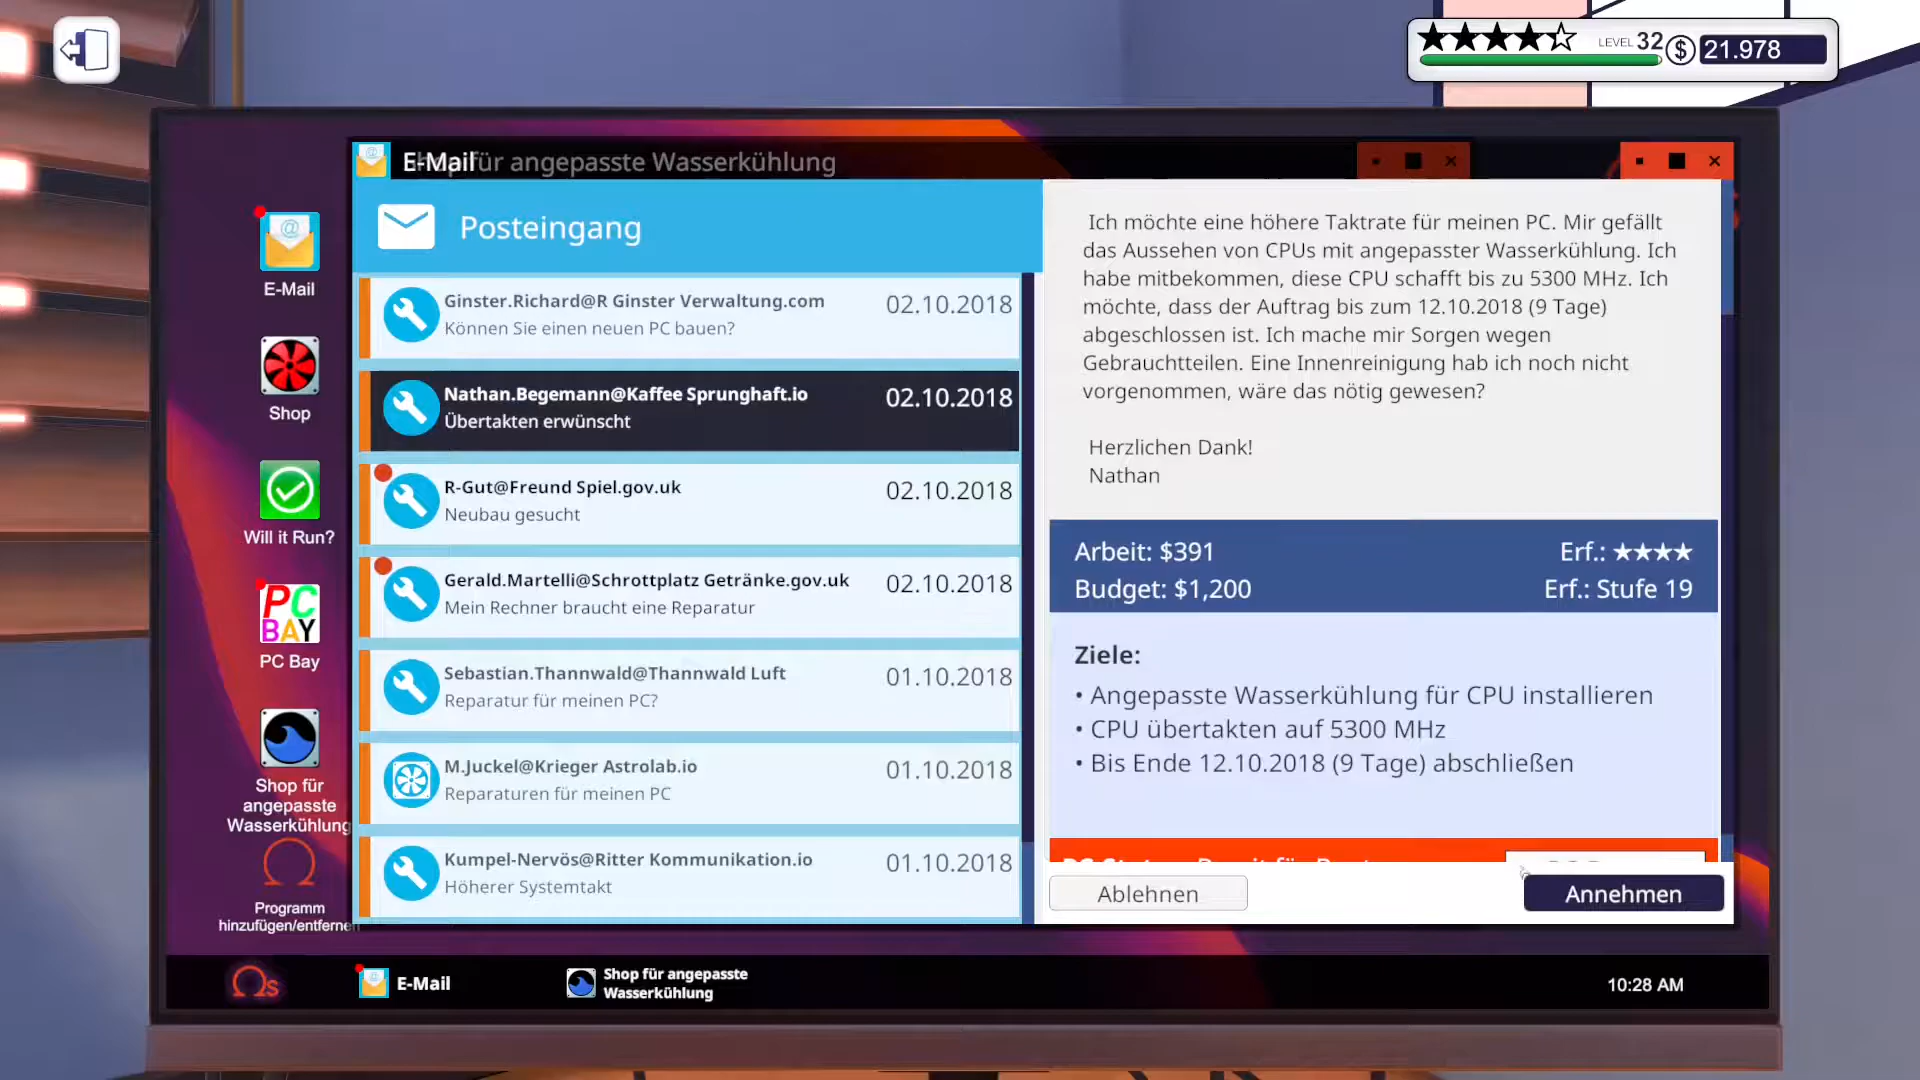 LEVEL 32
$ 21.978
E-Mail
für angepasste Wasserkühlung
Posteingang
Ginster.Richard@R Ginster Verwaltung.com
02.10.2018
Können Sie einen neuen PC bauen?
Nathan.Begemann@Kaffee Sprunghaft.io
02.10.2018
Übertakten erwünscht
R-Gut@Freund Spiel.gov.uk
02.10.2018
Neubau gesucht
Gerald.Martelli@Schrottplatz Getränke.gov.uk
02.10.2018
Mein Rechner braucht eine Reparatur
Sebastian.Thannwald@Thannwald Luft
01.10.2018
Reparatur für meinen PC?
M.Juckel@Krieger Astrolab.io
01.10.2018
Reparaturen für meinen PC
Kumpel-Nervös@Ritter Kommunikation.io
01.10.2018
Höherer Systemtakt
Ich möchte eine höhere Taktrate für meinen PC. Mir gefällt
das Aussehen von CPUs mit angepasster Wasserkühlung. Ich
habe mitbekommen, diese CPU schafft bis zu 5300 MHz. Ich
möchte, dass der Auftrag bis zum 12.10.2018 (9 Tage)
abgeschlossen ist. Ich mache mir Sorgen wegen
Gebrauchtteilen. Eine Innenreinigung hab ich noch nicht
vorgenommen, wäre das nötig gewesen?
Herzlichen Dank!
Nathan
Arbeit: $391
Erf.: ★★★★
Budget: $1,200
Erf.: Stufe 19
Ziele:
• Angepasste Wasserkühlung für CPU installieren
• CPU übertakten auf 5300 MHz
• Bis Ende 12.10.2018 (9 Tage) abschließen
Ablehnen
Annehmen
E-Mail
Shop
Will it Run?
PC BAY
PC Bay
Shop für
angepasste
Wasserkühlung
Programm
hinzufügen/entferne
Ωs
E-Mail
Shop für angepasste
Wasserkühlung
10:28 AM